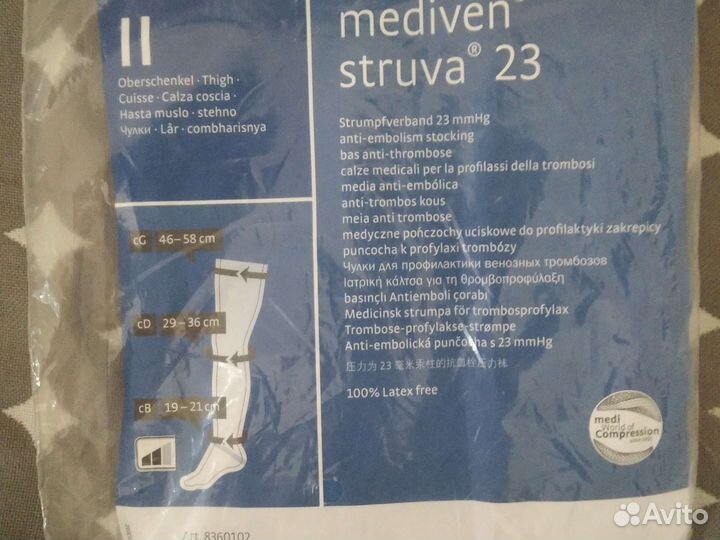 II
Oberschenkel · Thigh ·
Cuisse · Calza coscia ·
Hasta muslo · stehno
Чулки · Lår · combharisnya
cG 46–58 cm
cD 29–36 cm
cB 19–21 cm
mediven®
struva® 23
Strumpfverband 23 mmHg
anti-embolism stocking
bas anti-thrombose
calze medicali per la profilassi della trombosi
media anti-embólica
anti-trombos kous
meia anti trombose
medyczne pończochy uciskowe do profilaktyki zakrepicy
puncocha k profylaxi trombózy
Чулки для профилактики венозных тромбозов
Ιατρική κάλτσα για τη θρομβοπροφύλαξη
basınçlı Antiemboli çorabi
Medicinsk strumpa för trombosprofylax
Trombose-profylakse-strømpe
Anti-embolická punčocha s 23 mmHg
压力为 23 毫米汞柱的抗血栓压力袜
100% Latex free
medi
World of
Compression
Art. 8360102
Avito